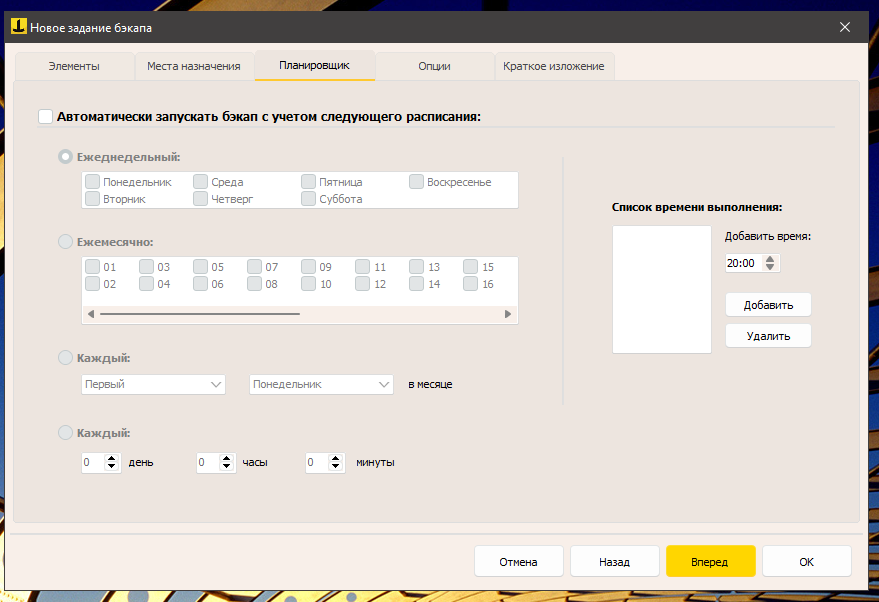 Новое задание бэкапа
Элементы Места назначения Планировщик Опции Краткое изложение
Автоматически запускать бэкап с учетом следующего расписания:
Еженедельный:
Понедельник Среда Пятница Воскресенье
Вторник Четверг Суббота
Ежемесячно:
01 03 05 07 09 11 13 15
02 04 06 08 10 12 14 16
Каждый:
Первый Понедельник в месяце
Каждый:
0 день 0 часы 0 минуты
Список времени выполнения:
Добавить время:
20:00
Добавить
Удалить
Отмена Назад Вперед OK